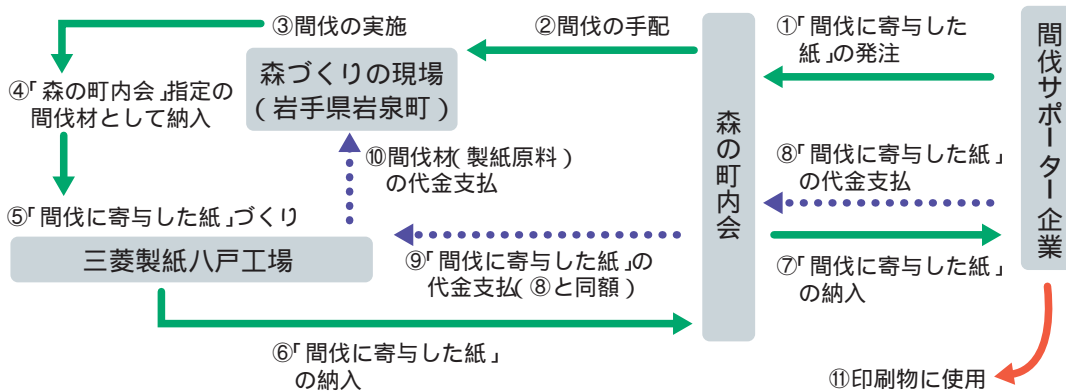 ①「間伐に寄与した
紙」の発注
②間伐の手配
③間伐の実施
森づくりの現場
(岩手県岩泉町)
④「森の町内会」指定の
間伐材として納入
⑤「間伐に寄与した紙」づくり
三菱製紙八戸工場
⑥「間伐に寄与した紙」
の納入
森の町内会
⑦「間伐に寄与した紙」
の納入
間伐サポーター企業
⑧「間伐に寄与した紙」
の代金支払
⑨「間伐に寄与した紙」の
代金支払(⑧と同額)
⑩間伐材(製紙原料)
の代金支払
⑪印刷物に使用